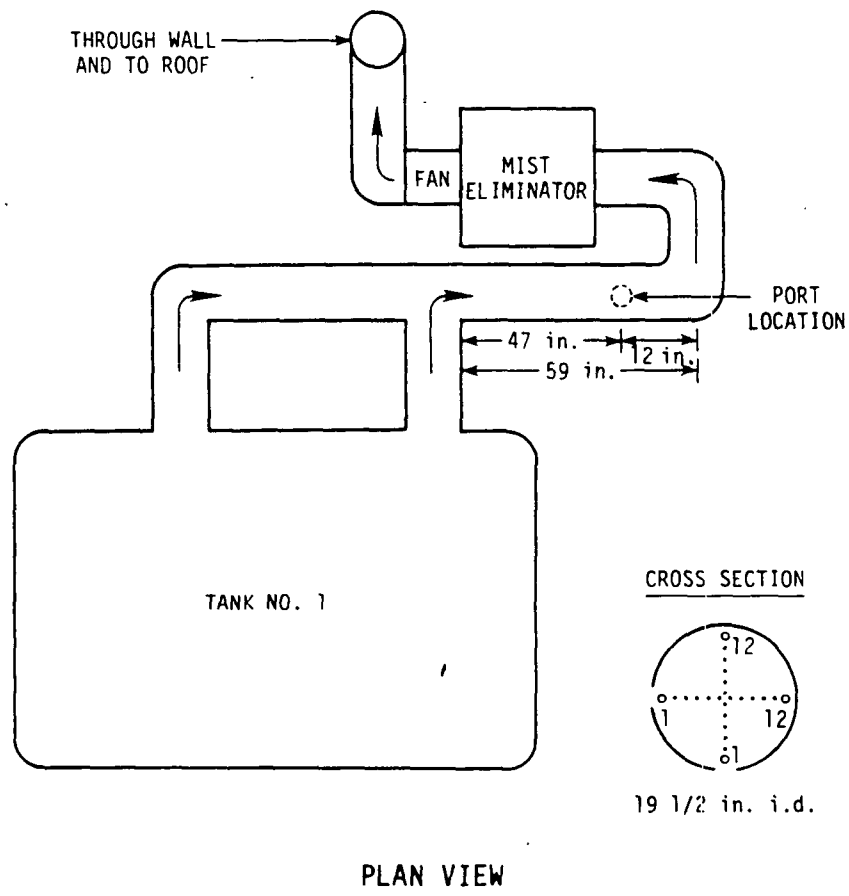 THROUGH WALL
AND TO ROOF
FAN
MIST
ELIMINATOR
PORT
LOCATION
47 in.
12 in.
59 in.
TANK NO. 1
CROSS SECTION
12
1
12
1
19 1/2 in. i.d.
PLAN VIEW